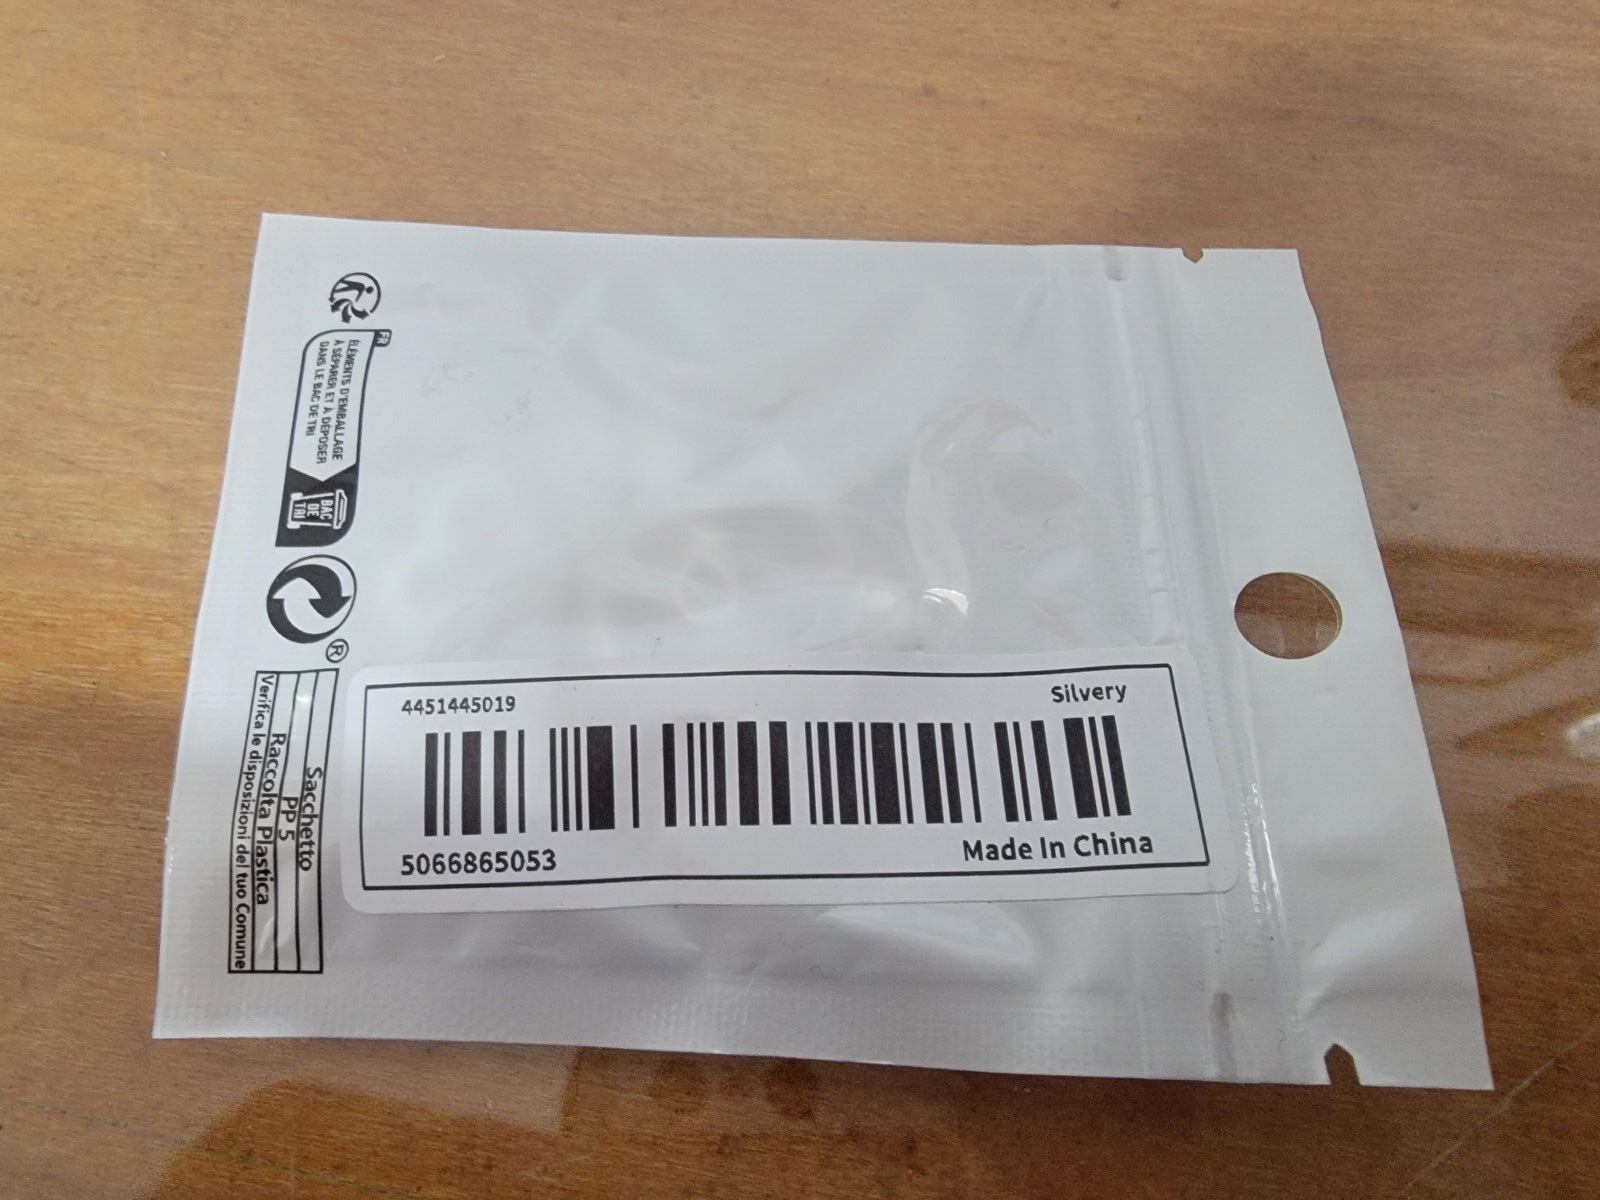 FR
ÉLÉMENTS D'EMBALLAGE
À SÉPARER ET À DÉPOSER
DANS LE BAC DE TRI
BAC
DE
TRI
®
Sacchetto
PP 5
Raccolta Plastica
Verifica le disposizioni del tuo Comune
4451445019
Silvery
5066865053
Made In China